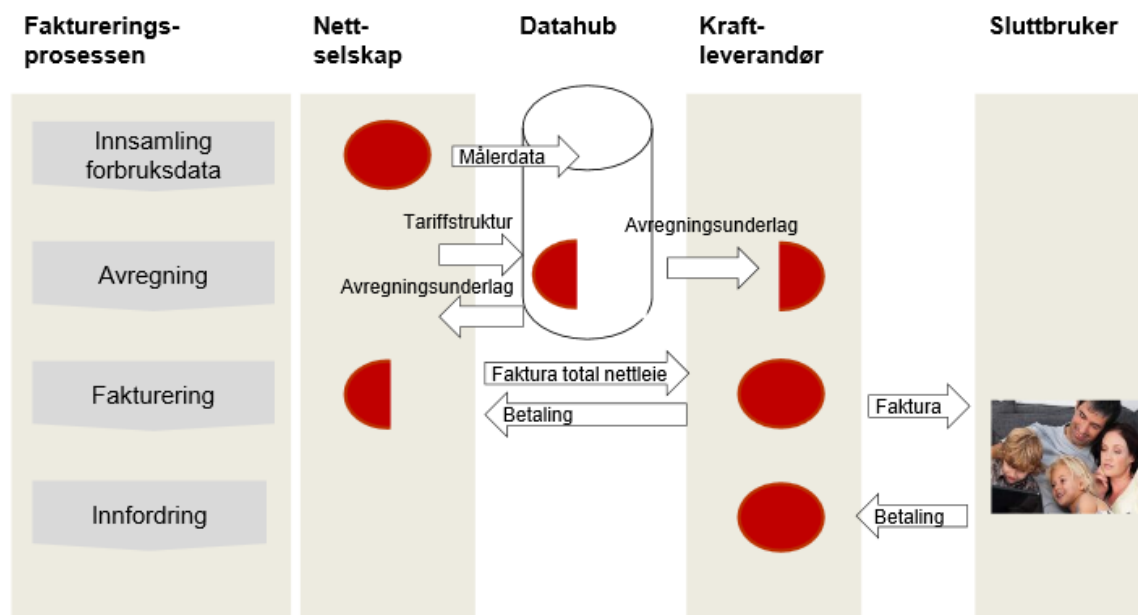 Fakturerings-
prosessen
Nett-
selskap
Datahub
Kraft-
leverandør
Sluttbruker
Innsamling
forbruksdata
Målerdata
Tariffstruktur
Avregningsunderlag
Avregning
Avregningsunderlag
Fakturering
Faktura total nettleie
Betaling
Faktura
Innfordring
Betaling